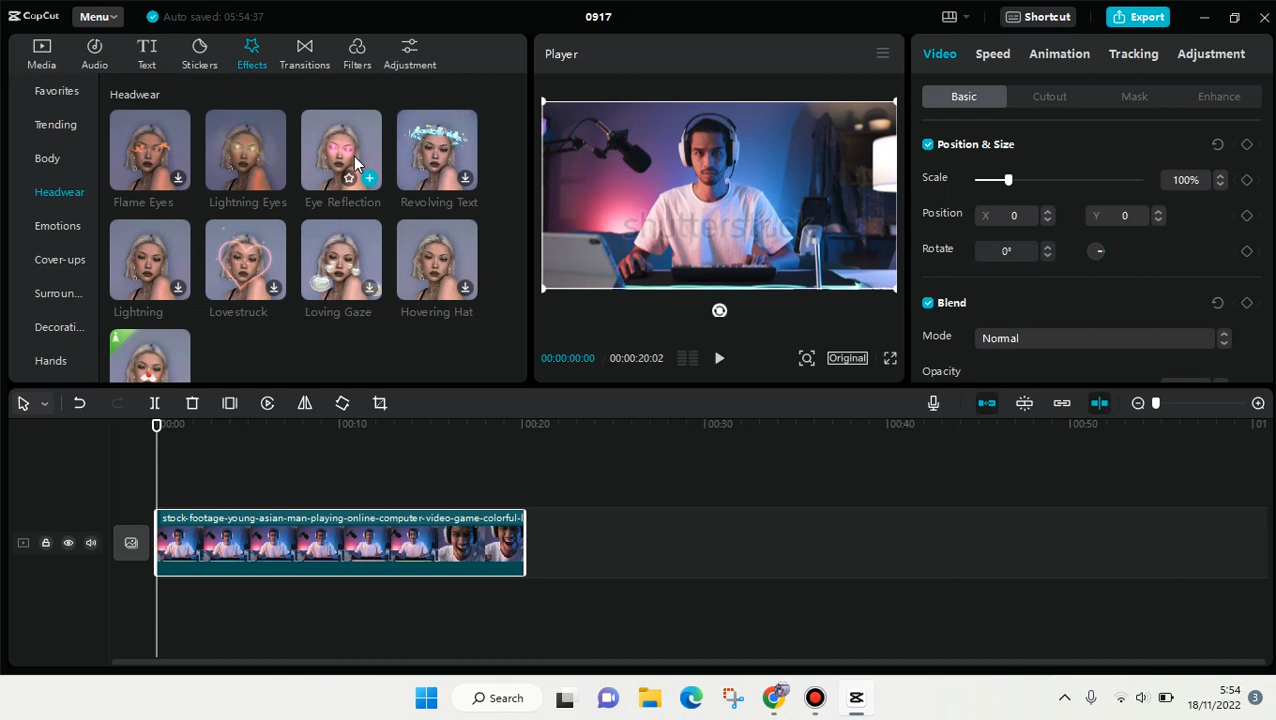 CapCut
Menu
Auto saved: 05:54:37
0917
Shortcut
Export
Media
Audio
TI
Text
Stickers
Effects
Transitions
Filters
Adjustment
Favorites
Trending
Body
Headwear
Emotions
Cover-ups
Surroun...
Decorati...
Hands
Headwear
Flame Eyes
Lightning Eyes
Eye Reflection
Revolving Text
Lightning
Lovestruck
Loving Gaze
Hovering Hat
Player
shutterstock
00:00:00:00
00:00:20:02
Original
Video
Speed
Animation
Tracking
Adjustment
Basic
Cutout
Mask
Enhance
Position & Size
Scale
100%
Position
X 0
Y 0
Rotate
0°
Blend
Mode
Normal
Opacity
00:00
00:10
00:20
00:30
00:40
00:50
01
stock-footage-young-asian-man-playing-online-computer-video-game-colorful-l
Search
5:54
18/11/2022
3